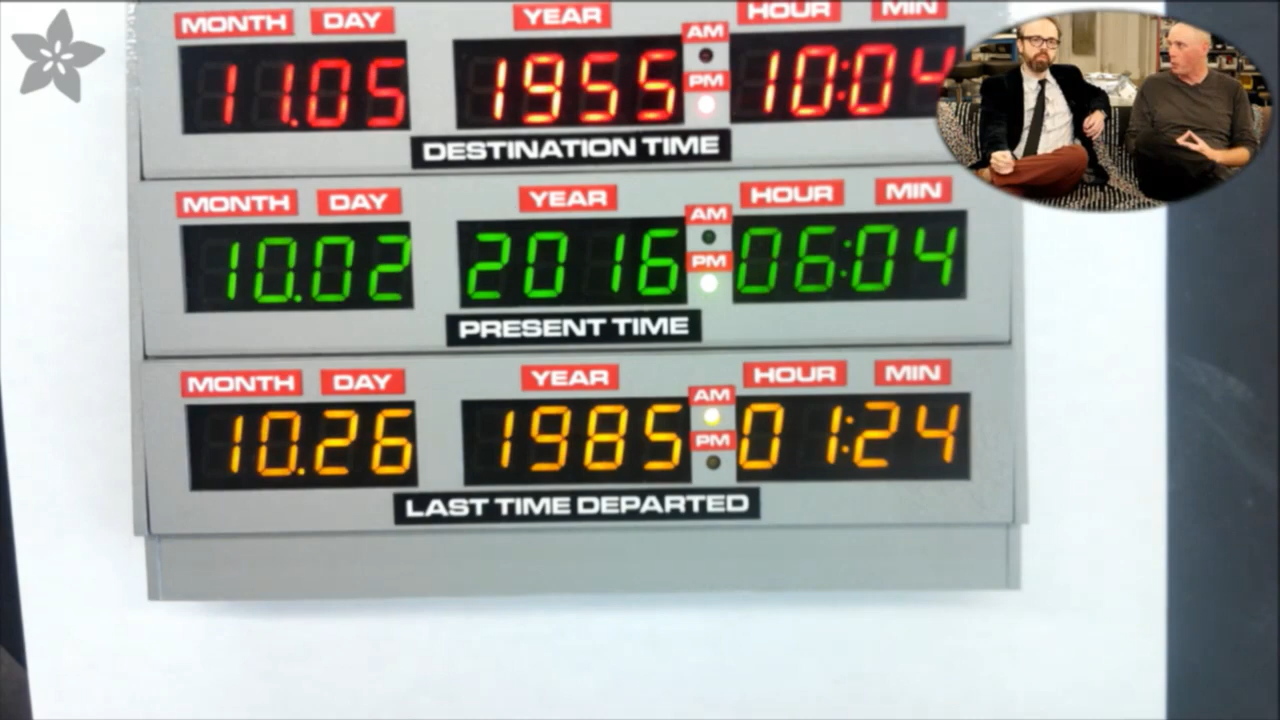 MONTH DAY YEAR AM HOUR MIN
11.05 1955 PM 10:04
DESTINATION TIME
MONTH DAY YEAR AM HOUR MIN
10.02 2016 PM 06:04
PRESENT TIME
MONTH DAY YEAR AM HOUR MIN
10.26 1985 PM 01:24
LAST TIME DEPARTED